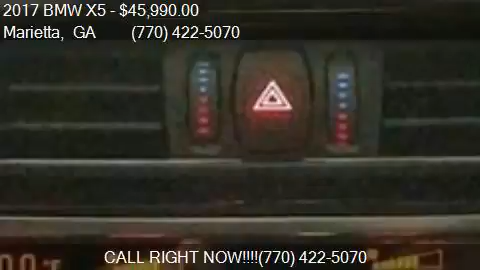 2017 BMW X5 - $45,990.00
Marietta,  GA        (770) 422-5070
CALL RIGHT NOW!!!!(770) 422-5070